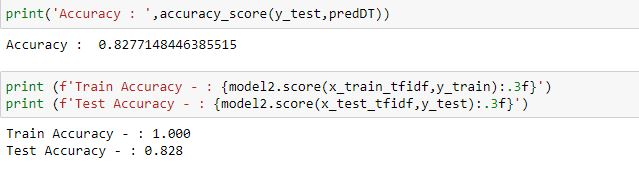 print('Accuracy : ',accuracy_score(y_test,predDT))
Accuracy :  0.8277148446385515
print (f'Train Accuracy - : {model2.score(x_train_tfidf,y_train):.3f}')
print (f'Test Accuracy - : {model2.score(x_test_tfidf,y_test):.3f}')
Train Accuracy - : 1.000
Test Accuracy - : 0.828